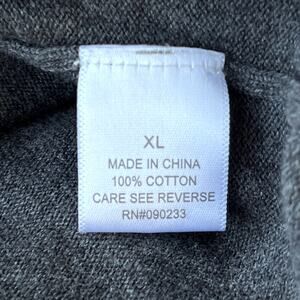 XL
MADE IN CHINA
100% COTTON
CARE SEE REVERSE
RN#090233